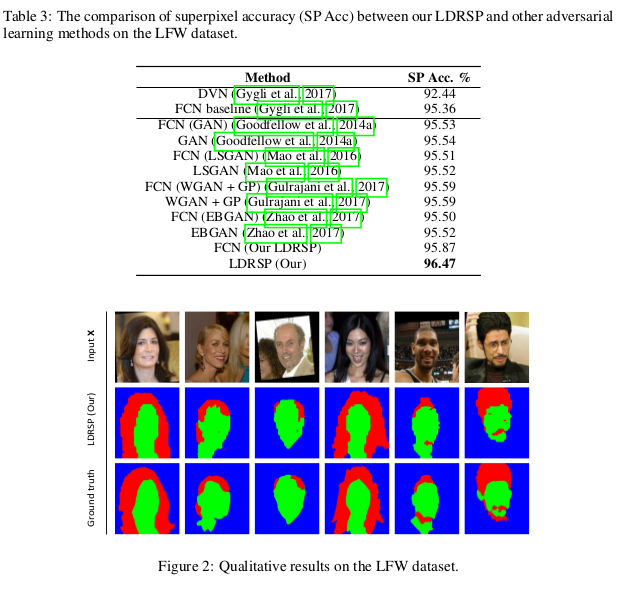 Table 3: The comparison of superpixel accuracy (SP Acc) between our LDRSP and other adversarial
learning methods on the LFW dataset.
Method SP Acc. %
DVN (Gygli et al., 2017) 92.44
FCN baseline (Gygli et al., 2017) 95.36
FCN (GAN) (Goodfellow et al., 2014a) 95.53
GAN (Goodfellow et al., 2014a) 95.54
FCN (LSGAN) (Mao et al., 2016) 95.51
LSGAN (Mao et al., 2016) 95.52
FCN (WGAN + GP) (Gulrajani et al., 2017) 95.59
WGAN + GP (Gulrajani et al., 2017) 95.59
FCN (EBGAN) (Zhao et al., 2017) 95.50
EBGAN (Zhao et al., 2017) 95.52
FCN (Our LDRSP) 95.87
LDRSP (Our) 96.47
Input X
LDRSP (Our)
Ground truth
Figure 2: Qualitative results on the LFW dataset.